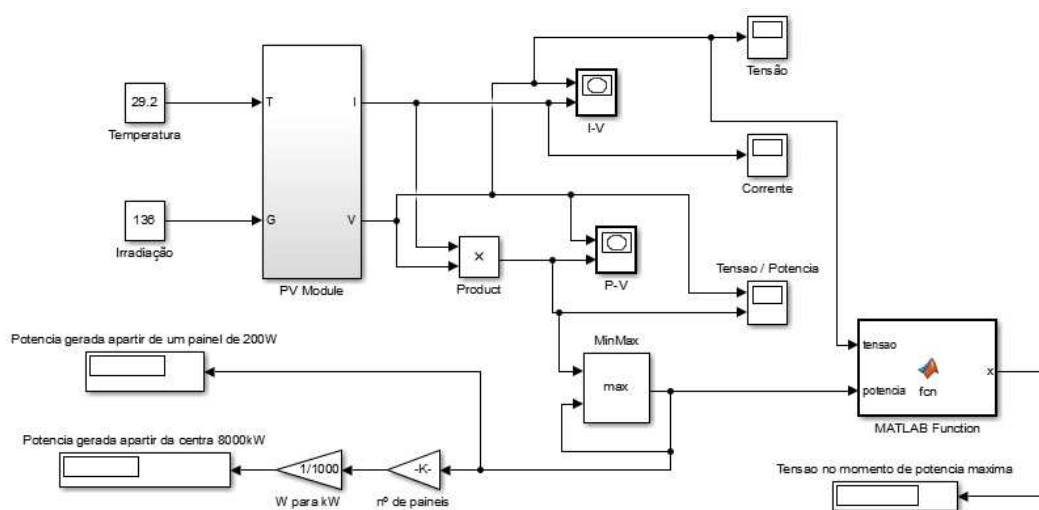 Tensão
29.2
T
I
I-V
Temperatura
Corrente
136
G
V
Irradiação
×
PV Module
Product
P-V
Tensao / Potencia
Potencia gerada apartir de um painel de 200W
MinMax
max
tensao
potencia
x
fcn
MATLAB Function
Potencia gerada apartir da centra 8000kW
1/1000
-K-
W para kW
nº de paineis
Tensao no momento de potencia maxima